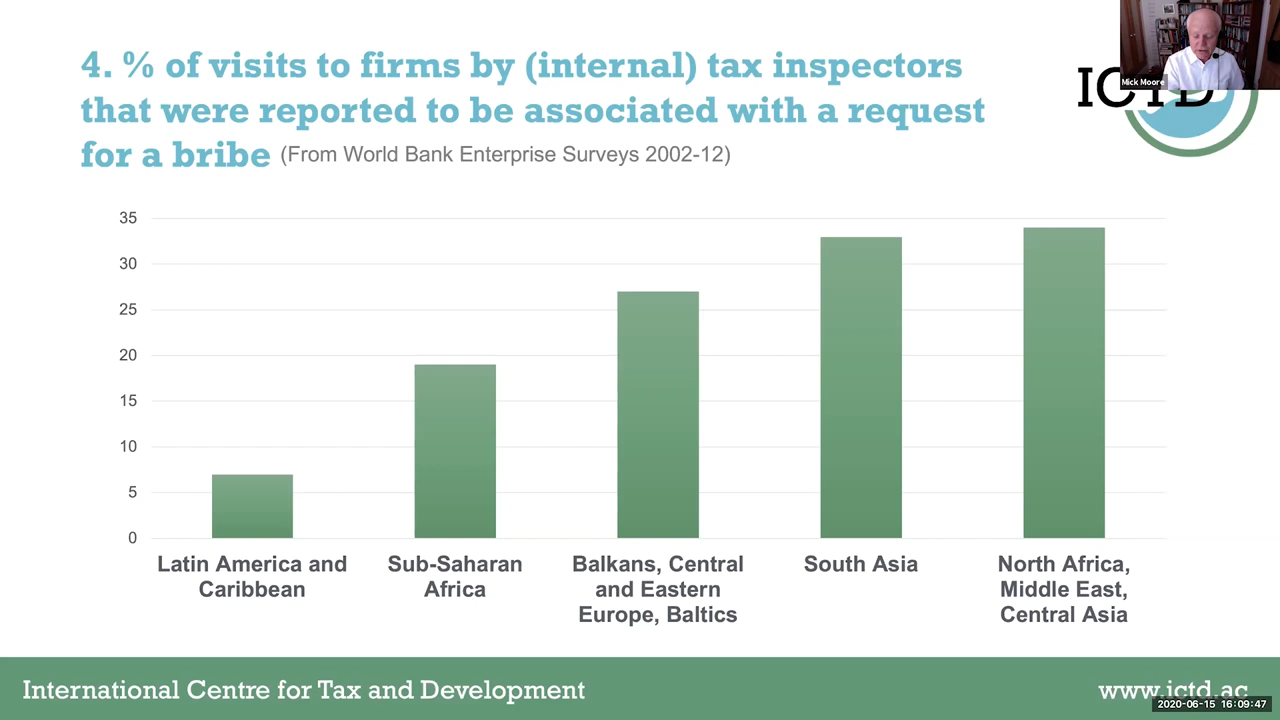 4. % of visits to firms by (internal) tax inspectors
that were reported to be associated with a request
for a bribe (From World Bank Enterprise Surveys 2002-12)
Mick Moore
35
30
25
20
15
10
5
0
Latin America and
Caribbean
Sub-Saharan
Africa
Balkans, Central
and Eastern
Europe, Baltics
South Asia
North Africa,
Middle East,
Central Asia
International Centre for Tax and Development
www.ictd.ac
2020-06-15 16:09:47